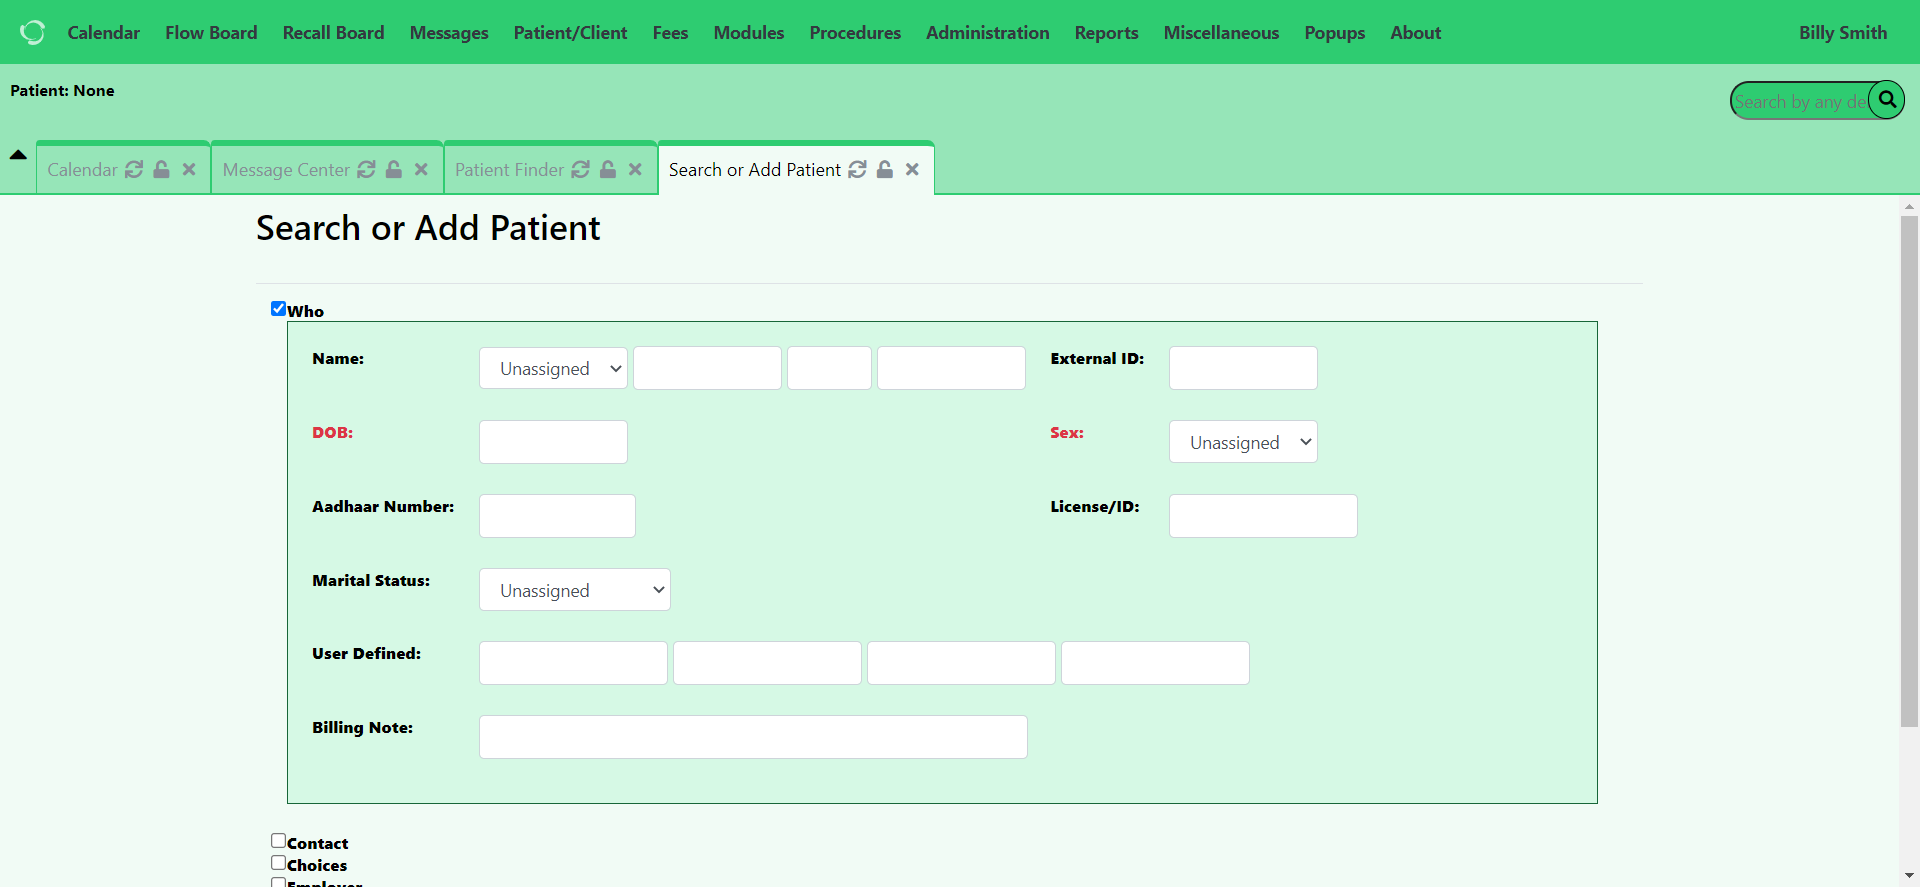 Calendar Flow Board Recall Board Messages Patient/Client Fees Modules Procedures Administration Reports Miscellaneous Popups About Billy Smith
Patient: None
Search by any de
Calendar Message Center Patient Finder Search or Add Patient
Search or Add Patient
Who
Name: Unassigned External ID:
DOB: Sex: Unassigned
Aadhaar Number: License/ID:
Marital Status: Unassigned
User Defined:
Billing Note:
Contact
Choices
Employer